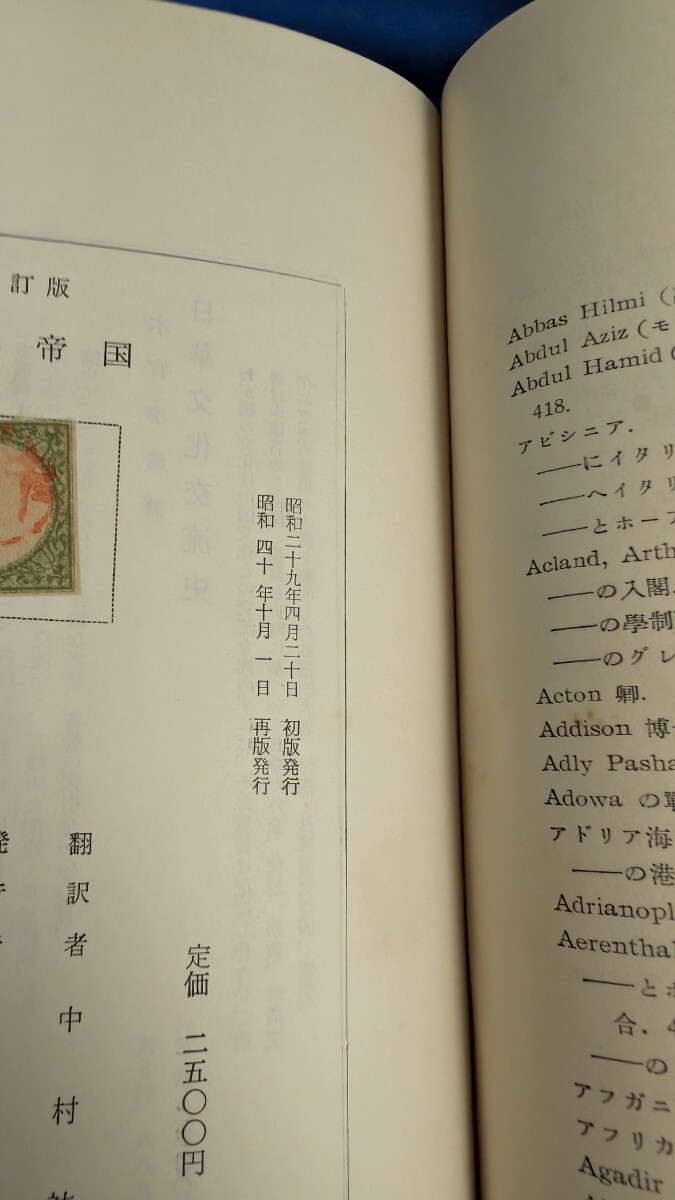 訂版
帝国
昭和二十九年四月二十日 初版発行
昭和 四十 年十月 一日 再版発行
翻訳者 中村
定価 二五〇〇円
Abbas Hilmi（
Abdul Aziz（モ
Abdul Hamid（
418.
アビシニア．
――にイタリ
――へイタリ
――とホーア
Acland, Arth
――の入閣．
――の學制
――のグレ
Acton 卿．
Addison 博
Adly Pasha
Adowa の
アドリア海
――の港
Adrianopl
Aerenthal
――と
合．4
――の
アフガニ
アフリカ
Agadir